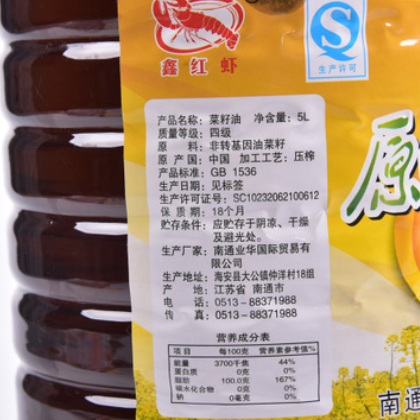 鑫红虾
生产许可
产品名称：菜籽油 净含量：5L
质量等级：四级
原 料：非转基因油菜籽
原产国：中国 加工工艺：压榨
产品标准：GB 1536
生产日期：见标签
生产许可证号：SC10232062100612
保质期：18个月
贮存条件：应贮存于阴凉、干燥
及避光处。
生产厂家：南通业华国际贸易有
限公司
生产地址：海安县大公镇仲洋村18组
产 地：江苏省 南通市
电 话：0513-88371988
传 真：0513-88371988
营养成分表
项目 每100克 营养素参考值%
能量 3700千焦 44%
蛋白质 0克 0%
脂肪 100.0克 167%
碳水化合物 0克 0%
钠 0毫克 0%
原
南通